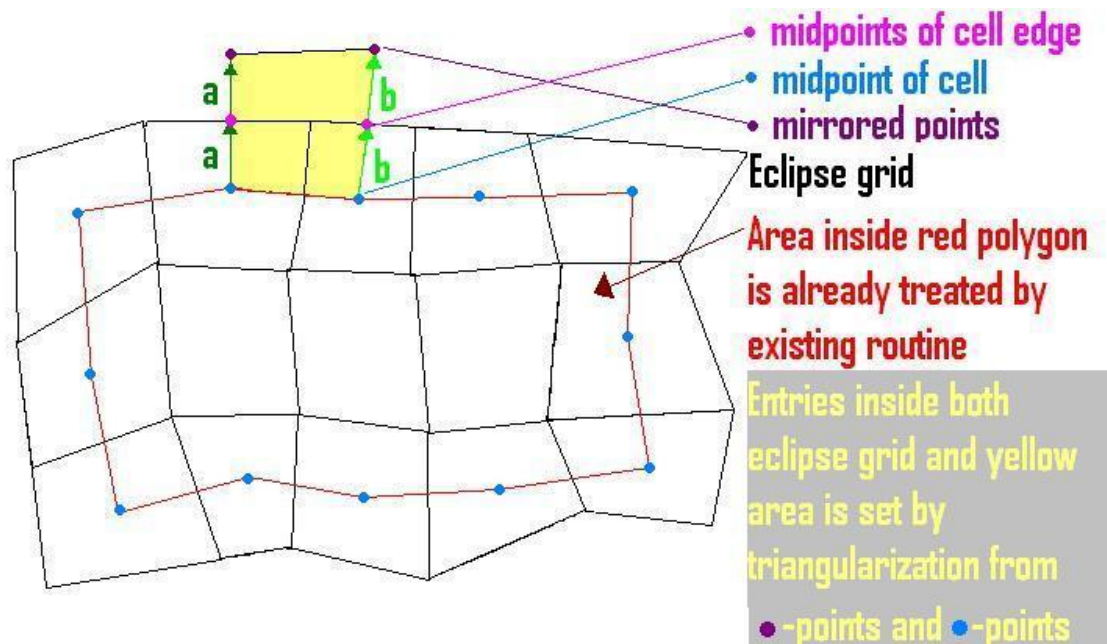 midpoints of cell edge
midpoint of cell
mirrored points
Eclipse grid
Area inside red polygon
is already treated by
existing routine
Entries inside both
eclipse grid and yellow
area is set by
triangularization from
-points and -points
a
b
a
b